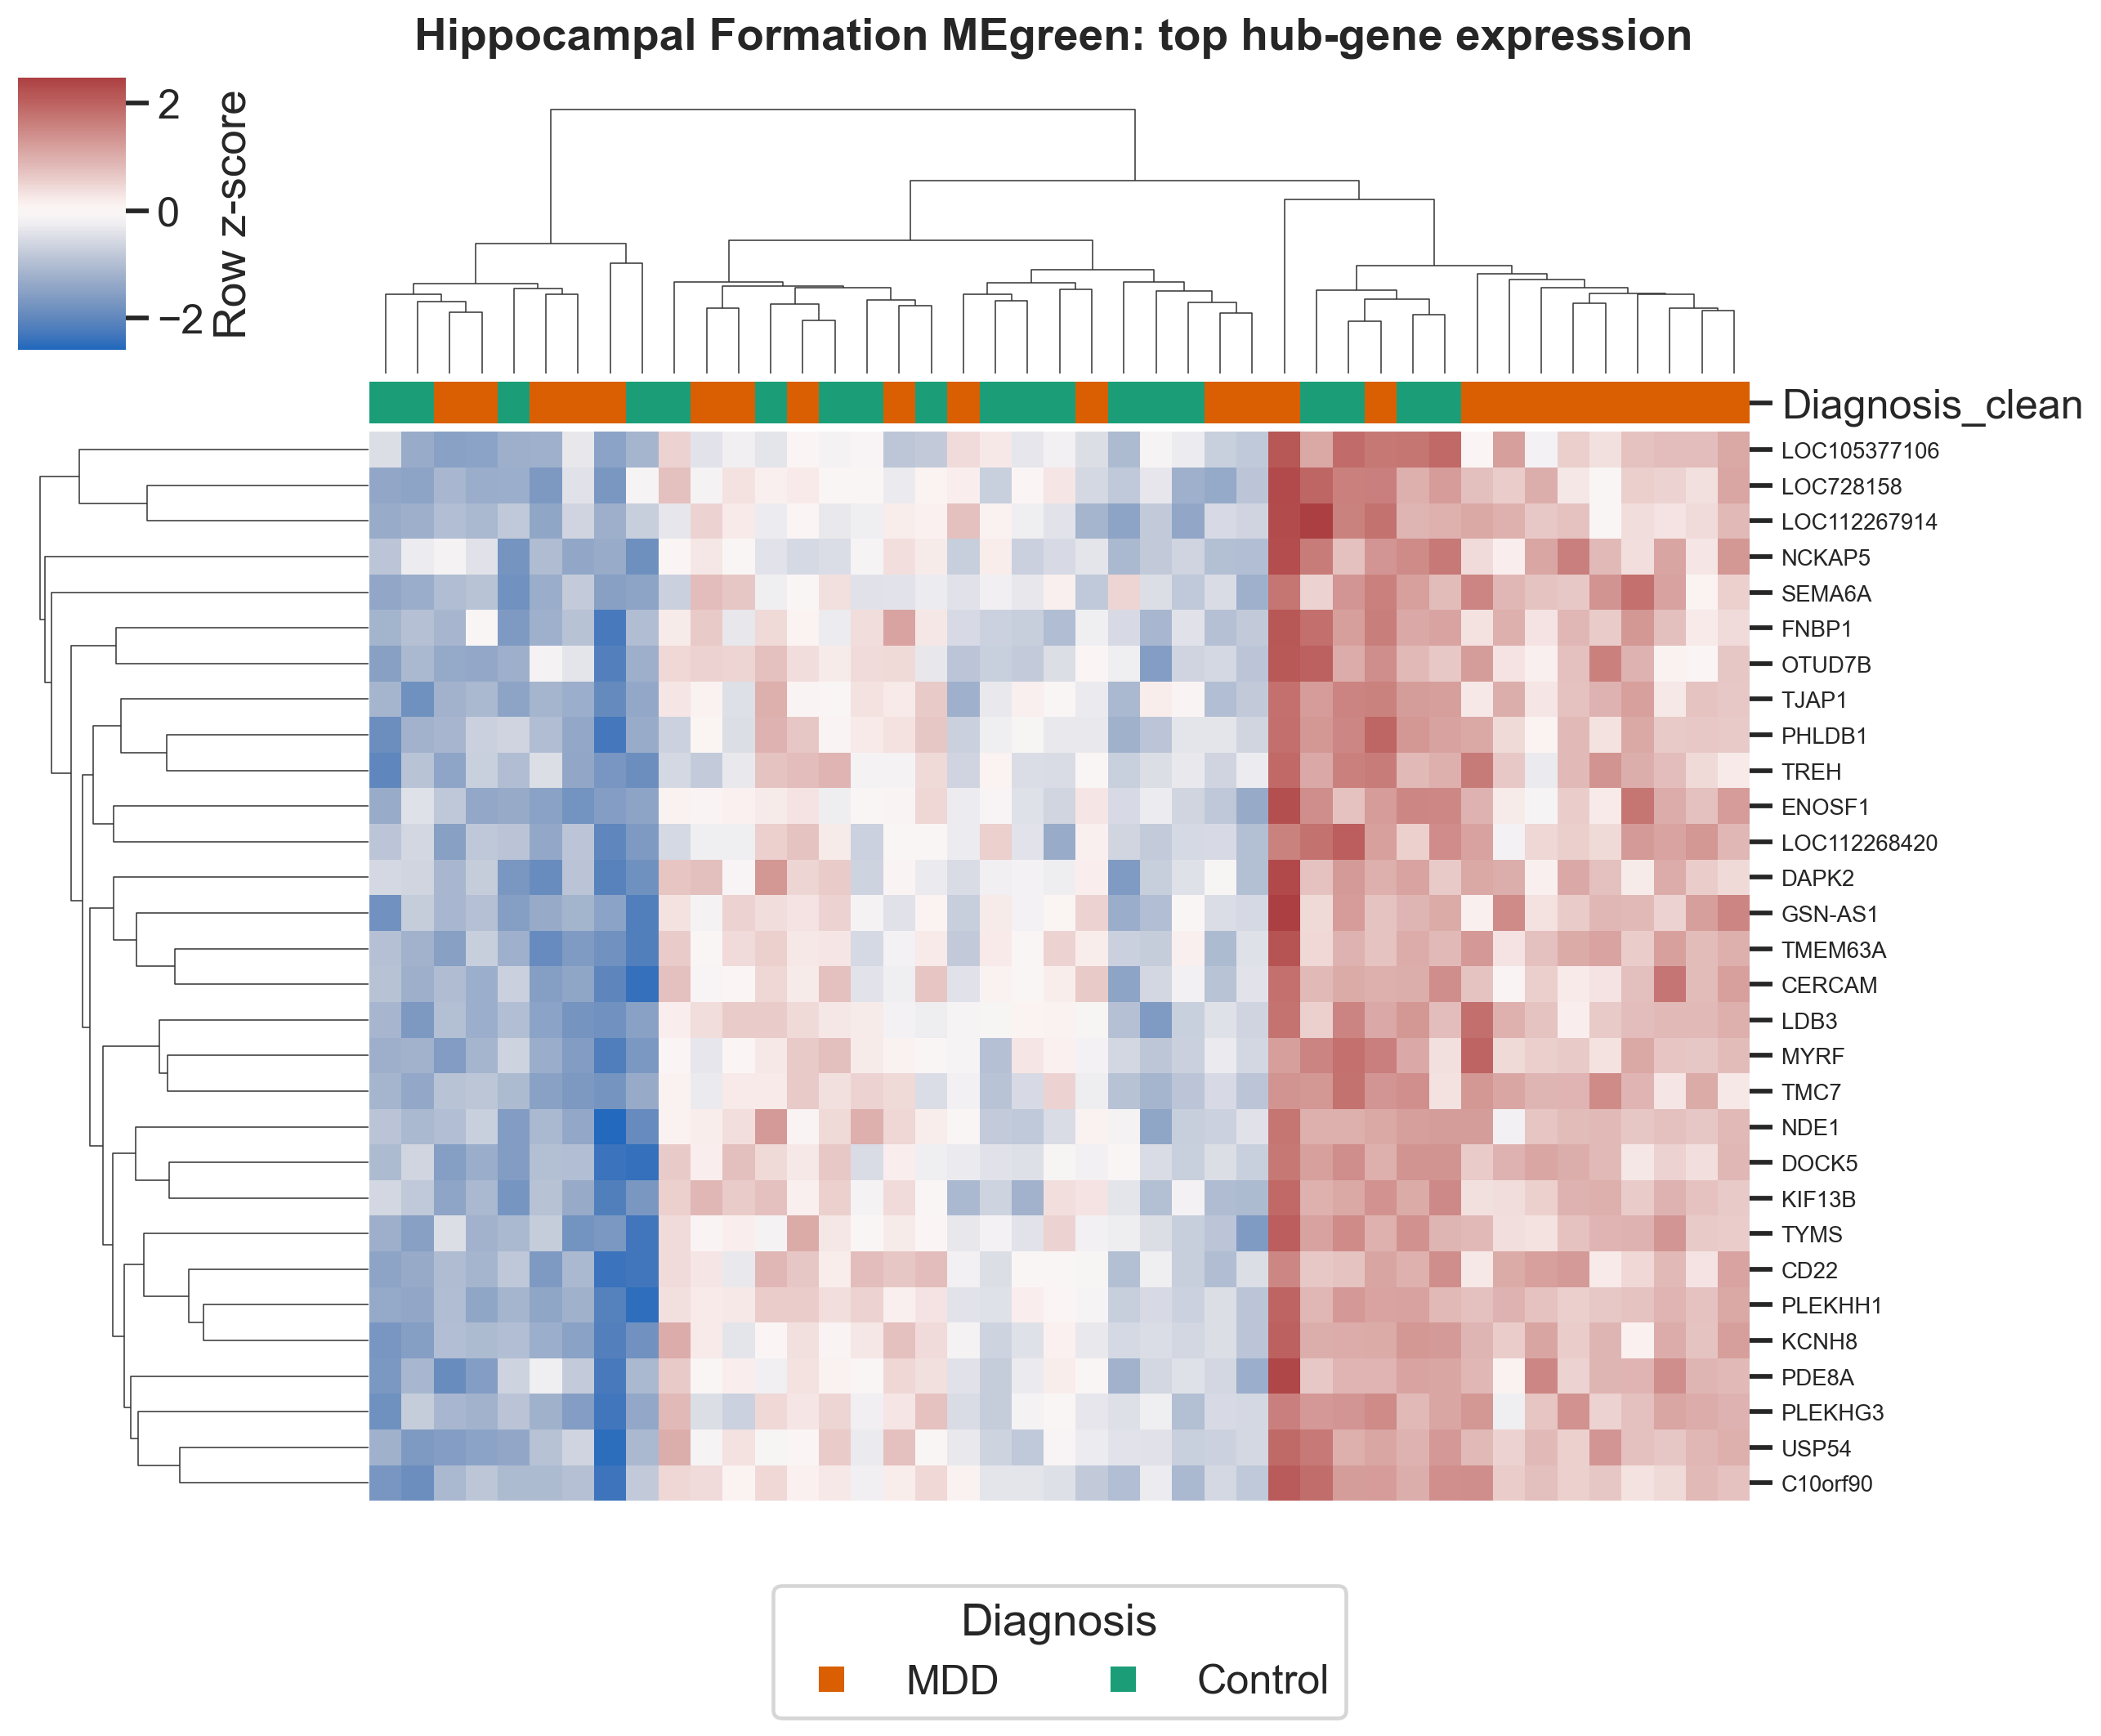 Hippocampal Formation MEgreen: top hub-gene expression
2
0
−2
Row z-score
Diagnosis_clean
LOC105377106
LOC728158
LOC112267914
NCKAP5
SEMA6A
FNBP1
OTUD7B
TJAP1
PHLDB1
TREH
ENOSF1
LOC112268420
DAPK2
GSN-AS1
TMEM63A
CERCAM
LDB3
MYRF
TMC7
NDE1
DOCK5
KIF13B
TYMS
CD22
PLEKHH1
KCNH8
PDE8A
PLEKHG3
USP54
C10orf90
Diagnosis
MDD Control